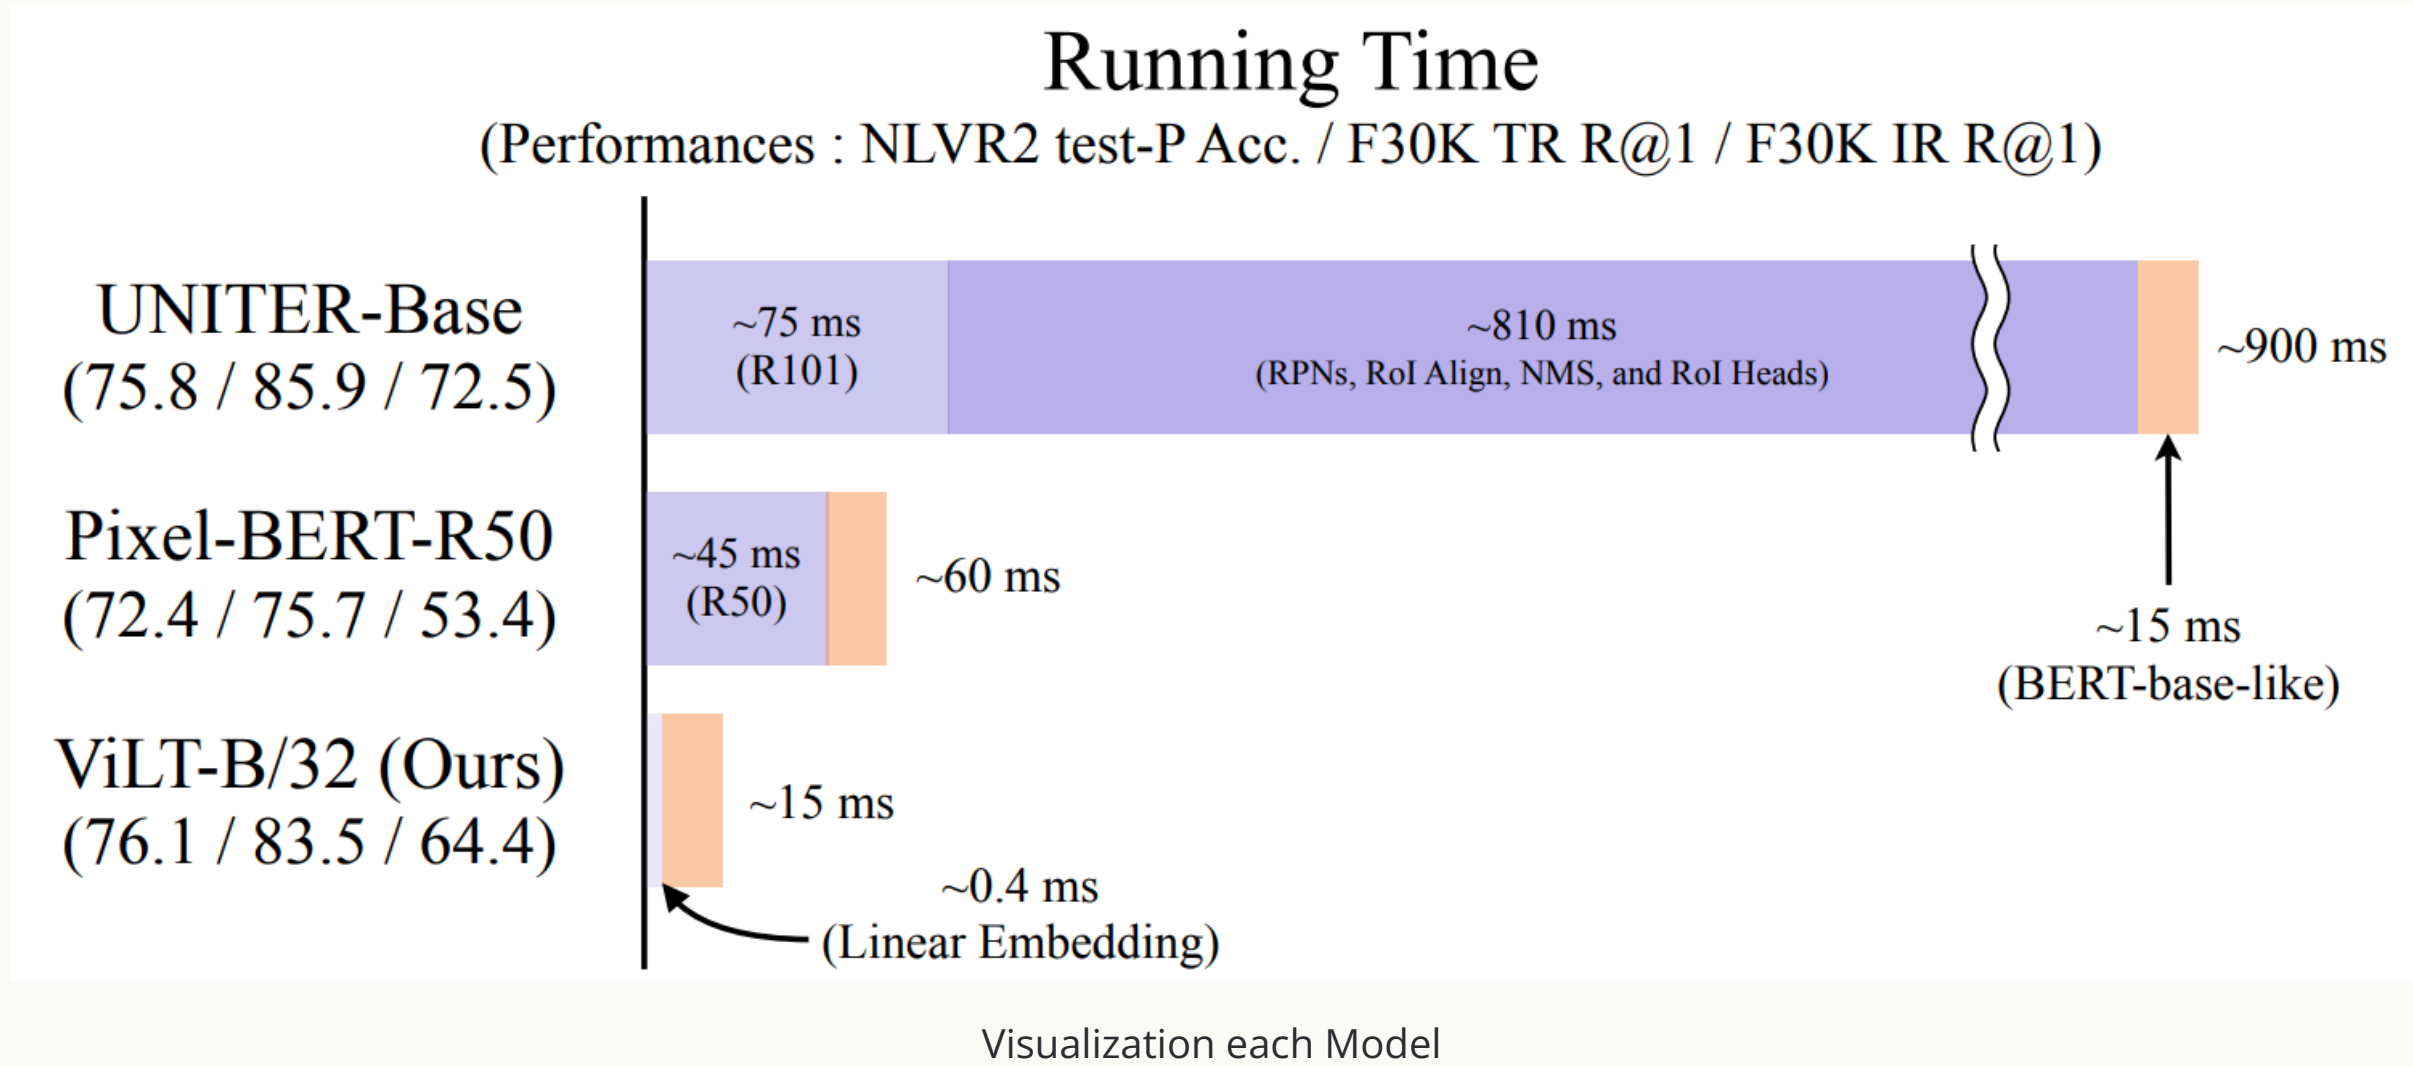 Running Time
(Performances : NLVR2 test-P Acc. / F30K TR R@1 / F30K IR R@1)
UNITER-Base
(75.8 / 85.9 / 72.5)
~75 ms
(R101)
~810 ms
(RPNs, RoI Align, NMS, and RoI Heads)
~900 ms
~15 ms
(BERT-base-like)
Pixel-BERT-R50
(72.4 / 75.7 / 53.4)
~45 ms
(R50)
~60 ms
ViLT-B/32 (Ours)
(76.1 / 83.5 / 64.4)
~15 ms
~0.4 ms
(Linear Embedding)
Visualization each Model